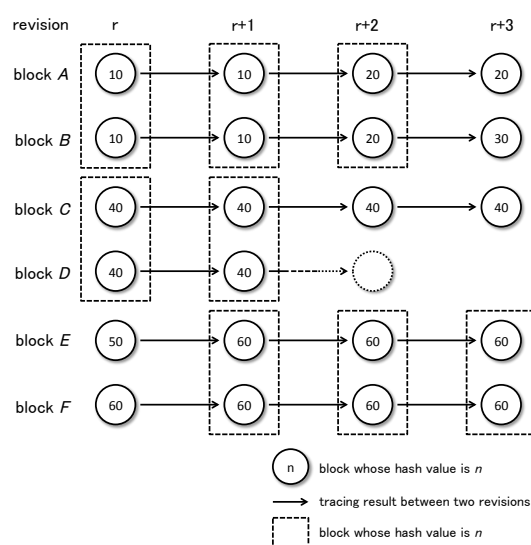 revision r r+1 r+2 r+3
block A 10 10 20 20
block B 10 10 20 30
block C 40 40 40 40
block D 40 40
block E 50 60 60 60
block F 60 60 60 60
n block whose hash value is n
tracing result between two revisions
block whose hash value is n